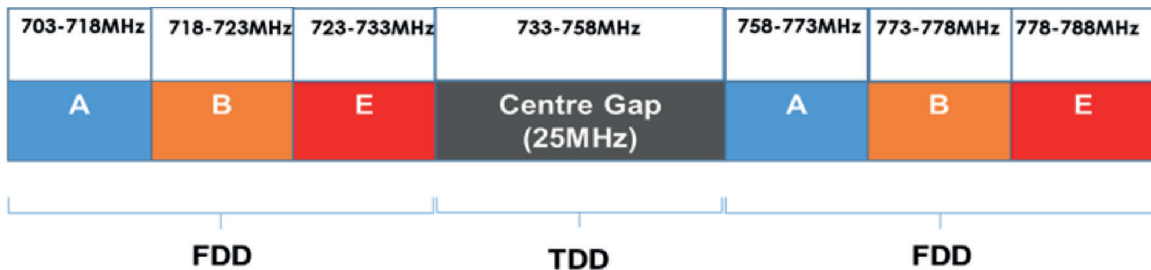 703-718MHz 718-723MHz 723-733MHz 733-758MHz 758-773MHz 773-778MHz 778-788MHz
A B E Centre Gap A B E
(25MHz)
FDD TDD FDD